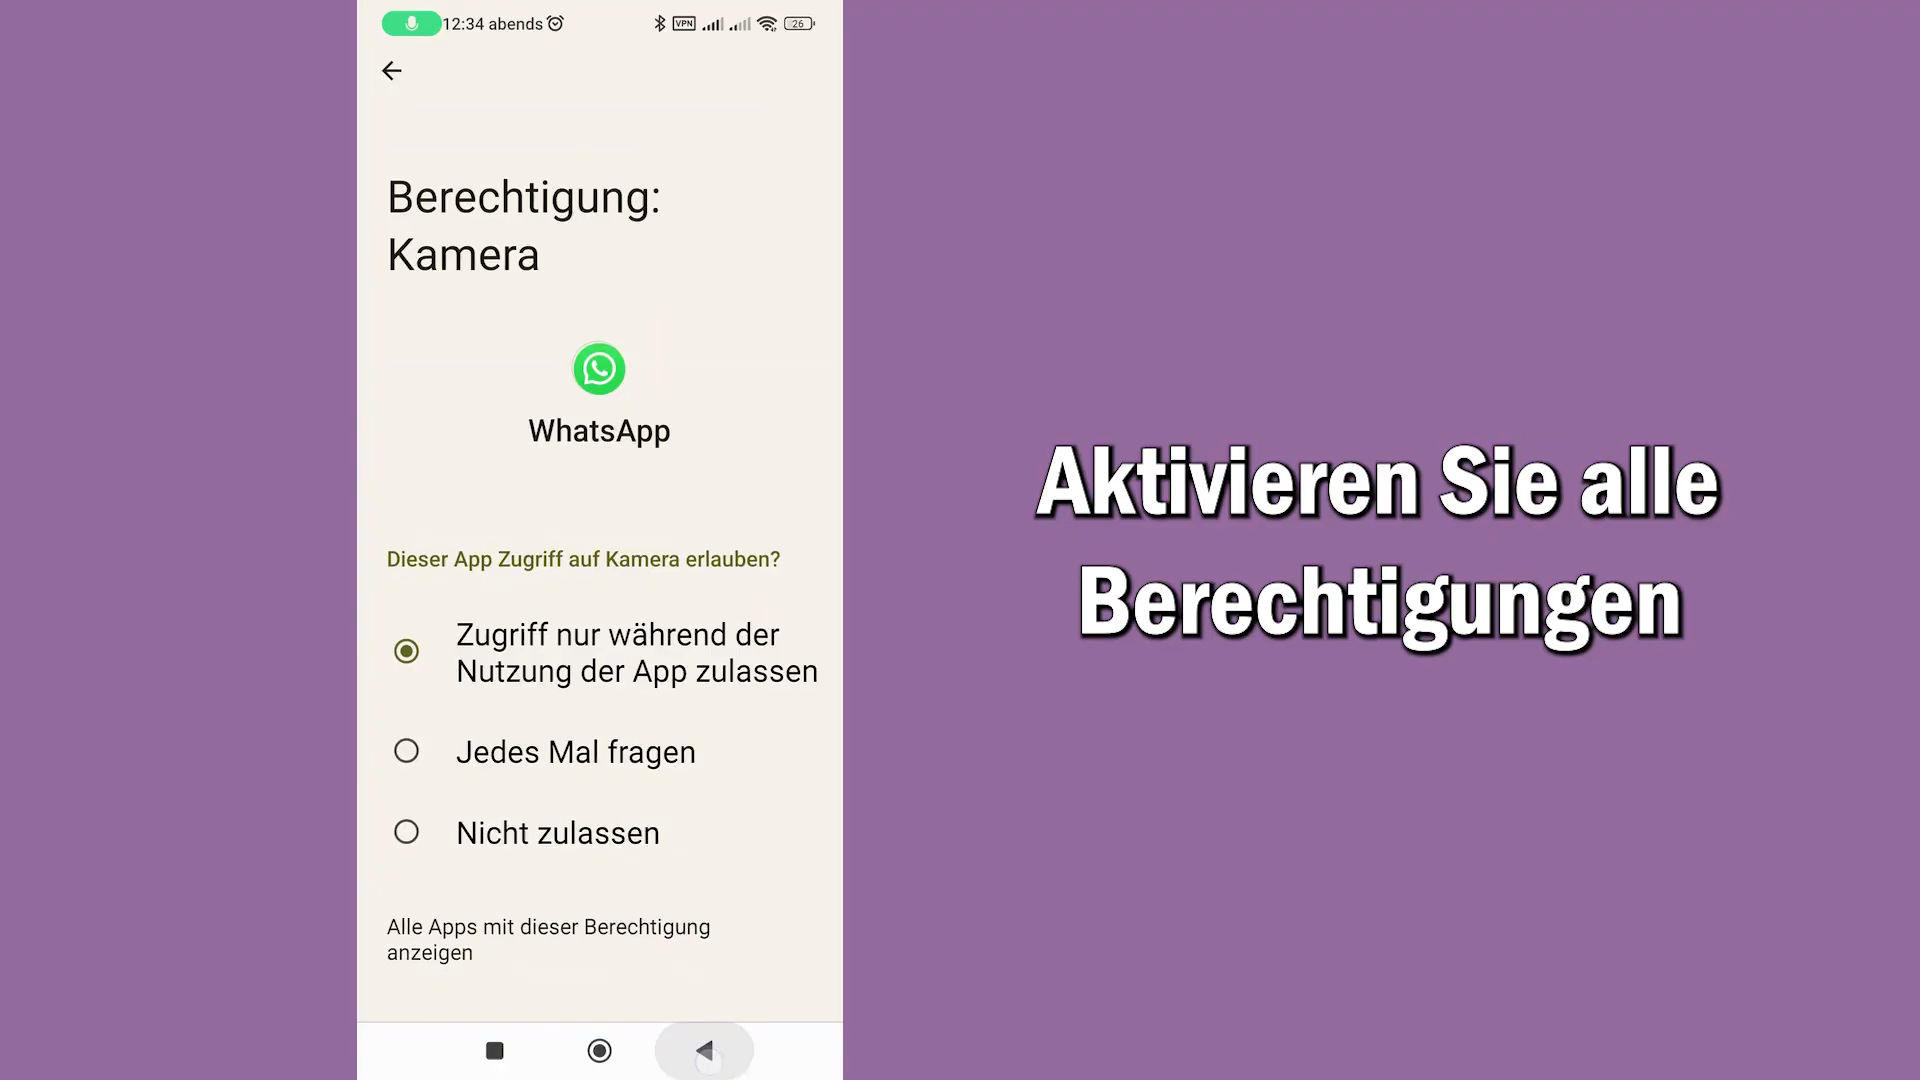 12:34 abends
VPN
26
Berechtigung:
Kamera
WhatsApp
Dieser App Zugriff auf Kamera erlauben?
Zugriff nur während der
Nutzung der App zulassen
Jedes Mal fragen
Nicht zulassen
Alle Apps mit dieser Berechtigung
anzeigen
Aktivieren Sie alle
Berechtigungen